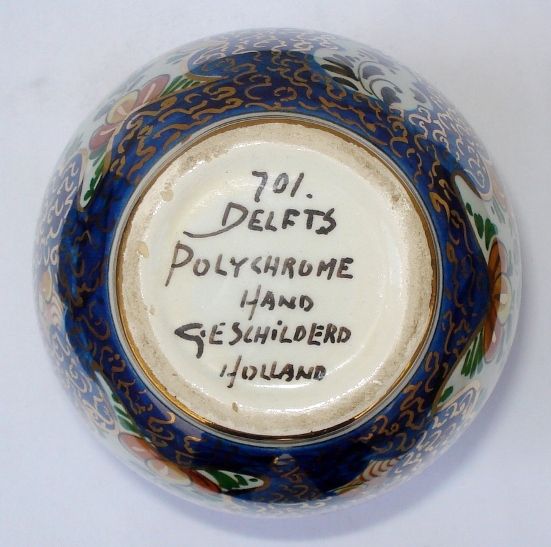 701.
DELFTS
POLYCHROME
HAND
GESCHILDERD
HOLLAND